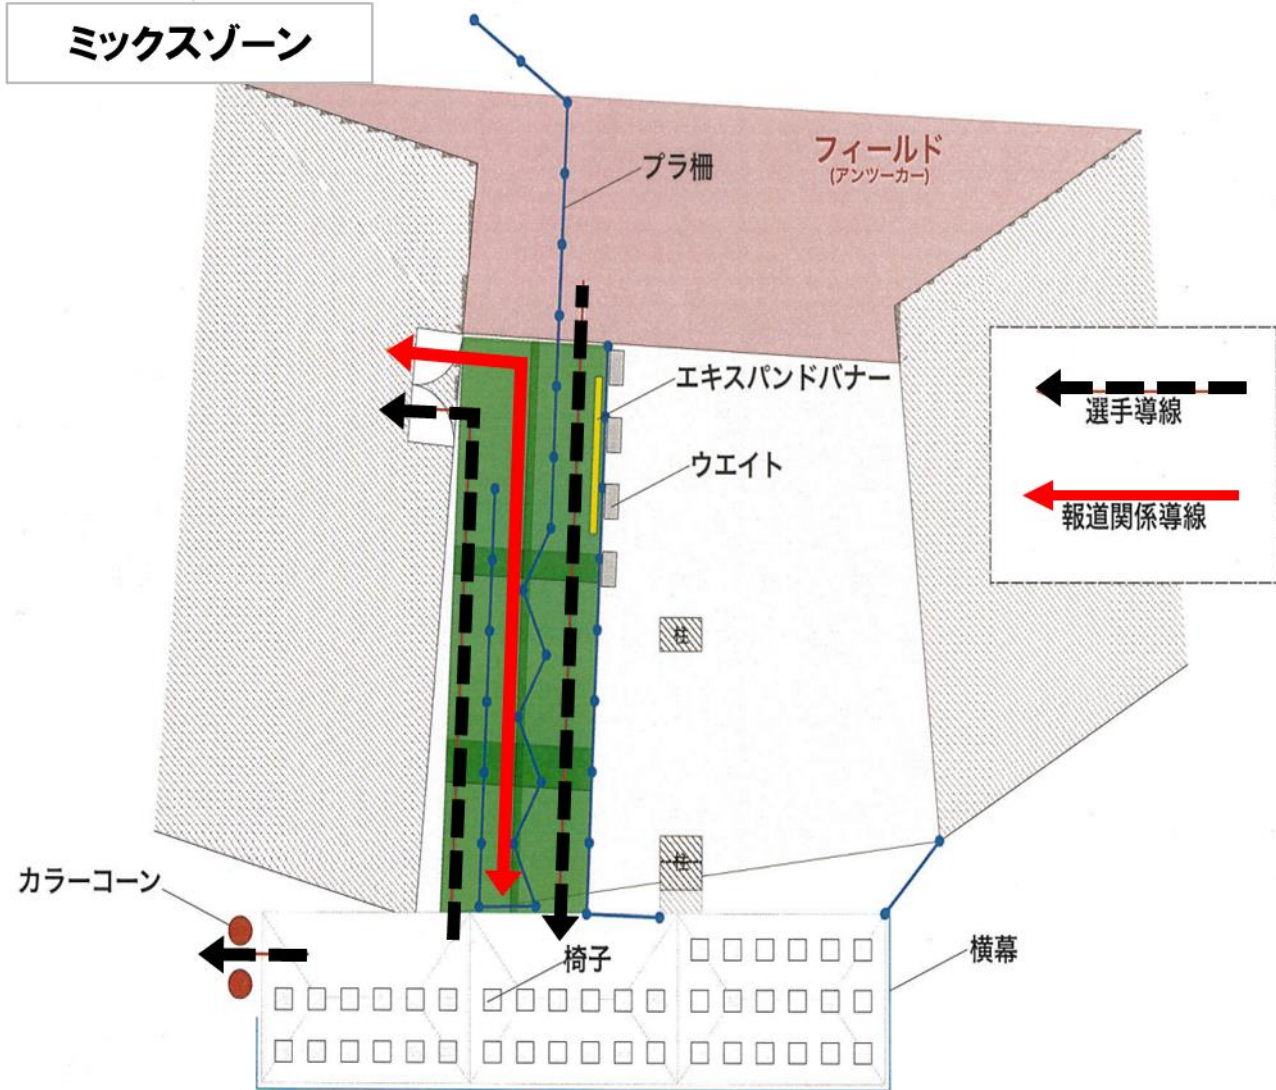 ミックスゾーン
プラ柵
フィールド
(アンツーカー)
エキスパンドバナー
選手導線
ウエイト
報道関係導線
柱
柱
カラーコーン
椅子
横幕